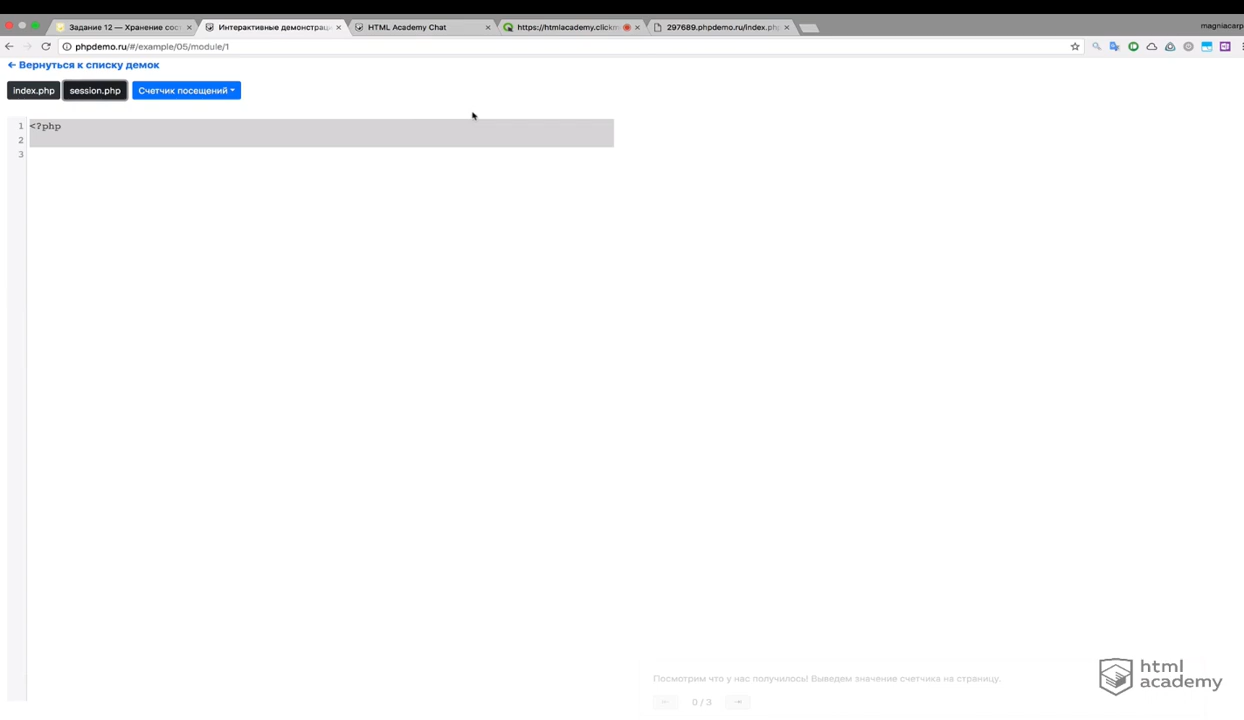 Задание 12 — Хранение сост
Интерактивные демонстрац
HTML Academy Chat
https://htmlacademy.clickm
297689.phpdemo.ru/index.ph
magniacarp
phpdemo.ru/#/example/05/module/1
← Вернуться к списку демок
index.php
session.php
Счетчик посещений
1 <?php
2
3
Посмотрим что у нас получилось! Выведем значение счетчика на страницу.
← 0 / 3 →
html
academy